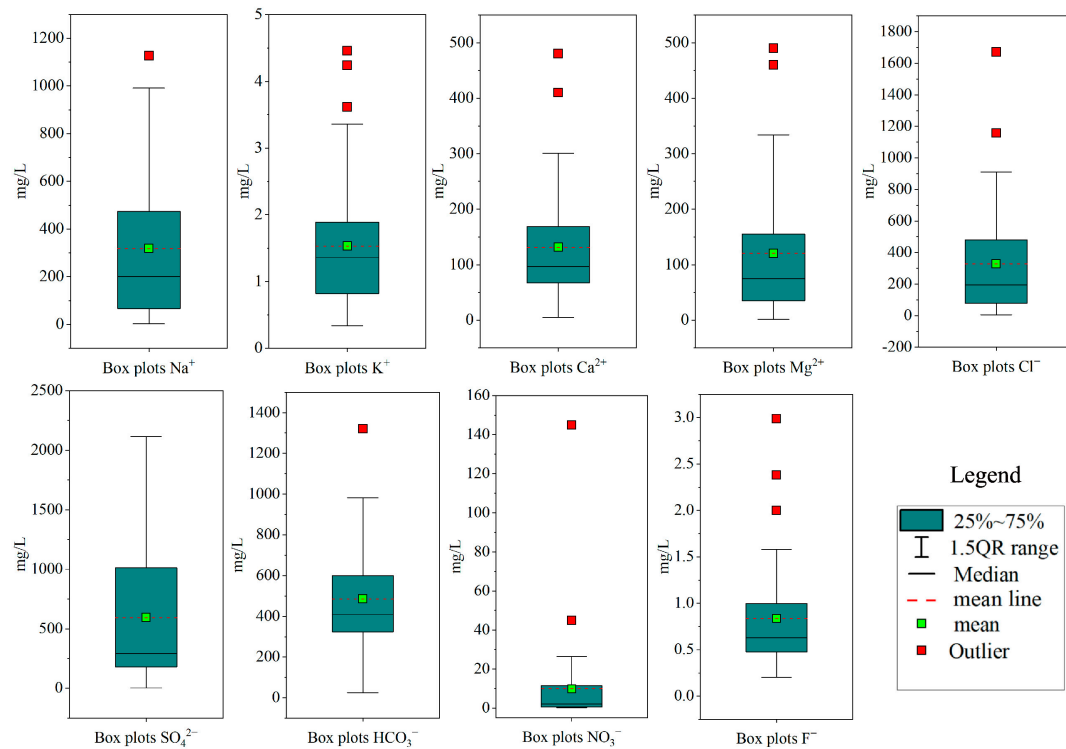 1200
1000
800
600
400
200
0
mg/L
Box plots Na⁺
5
4
3
2
1
0
mg/L
Box plots K⁺
500
400
300
200
100
0
mg/L
Box plots Ca²⁺
500
400
300
200
100
0
mg/L
Box plots Mg²⁺
1800
1600
1400
1200
1000
800
600
400
200
0
-200
mg/L
Box plots Cl⁻
2500
2000
1500
1000
500
0
mg/L
Box plots SO₄²⁻
1400
1200
1000
800
600
400
200
0
mg/L
Box plots HCO₃⁻
160
140
120
100
80
60
40
20
0
mg/L
Box plots NO₃⁻
3.0
2.5
2.0
1.5
1.0
0.5
0.0
mg/L
Box plots F⁻
Legend
25%~75%
1.5QR range
Median
mean line
mean
Outlier